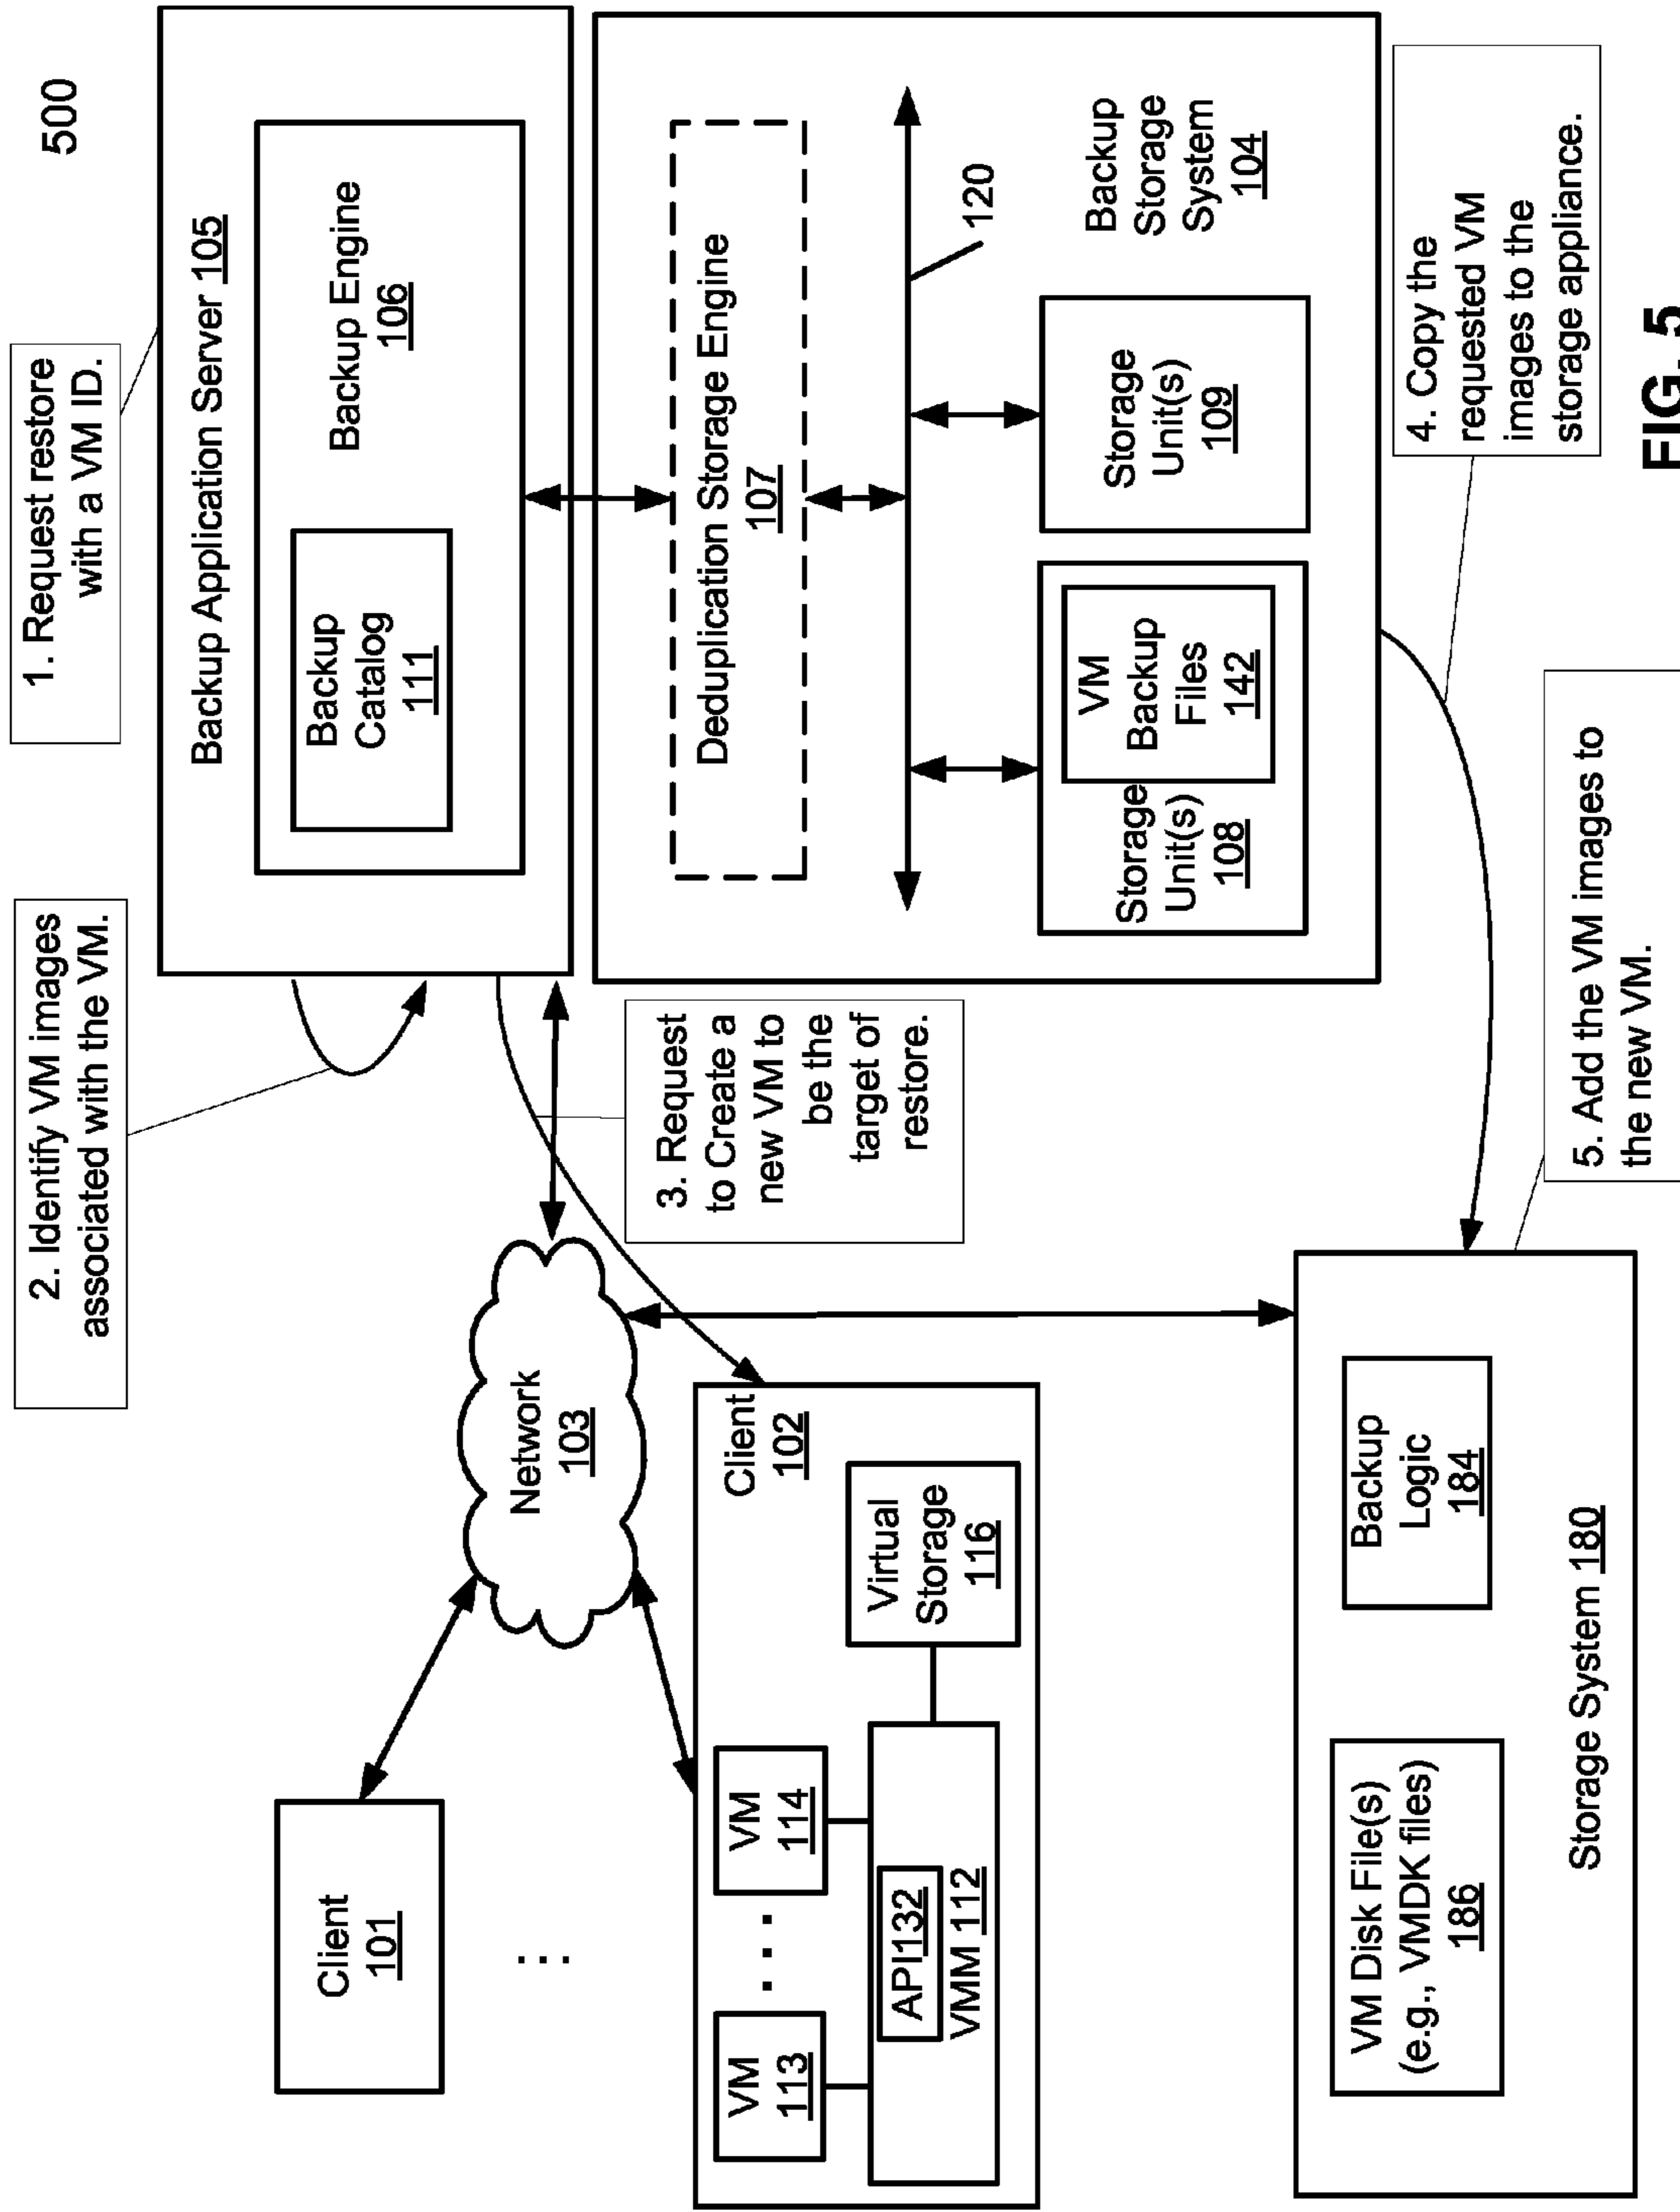 500
1. Request restore
with a VM ID.
2. Identify VM images
associated with the VM.
Backup Application Server 105
Backup Engine
106
Backup
Catalog
111
Client
101
...
Network
103
3. Request
to Create a
new VM to
be the
target of
restore.
Deduplication Storage Engine
107
120
Client
102
VM
113
...
VM
114
API132
VMM 112
Virtual
Storage
116
Storage
Unit(s)
108
VM
Backup
Files
142
Storage
Unit(s)
109
Backup
Storage
System
104
VM Disk File(s)
(e.g., VMDK files)
186
Backup
Logic
184
Storage System 180
4. Copy the
requested VM
images to the
storage appliance.
5. Add the VM images to
the new VM.
FIG. 5